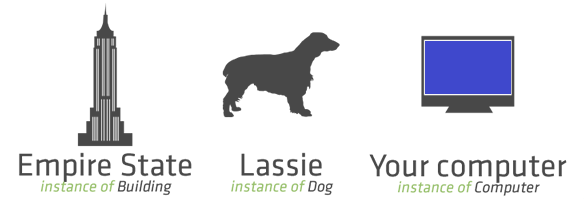 Empire State
instance of Building
Lassie
instance of Dog
Your computer
instance of Computer